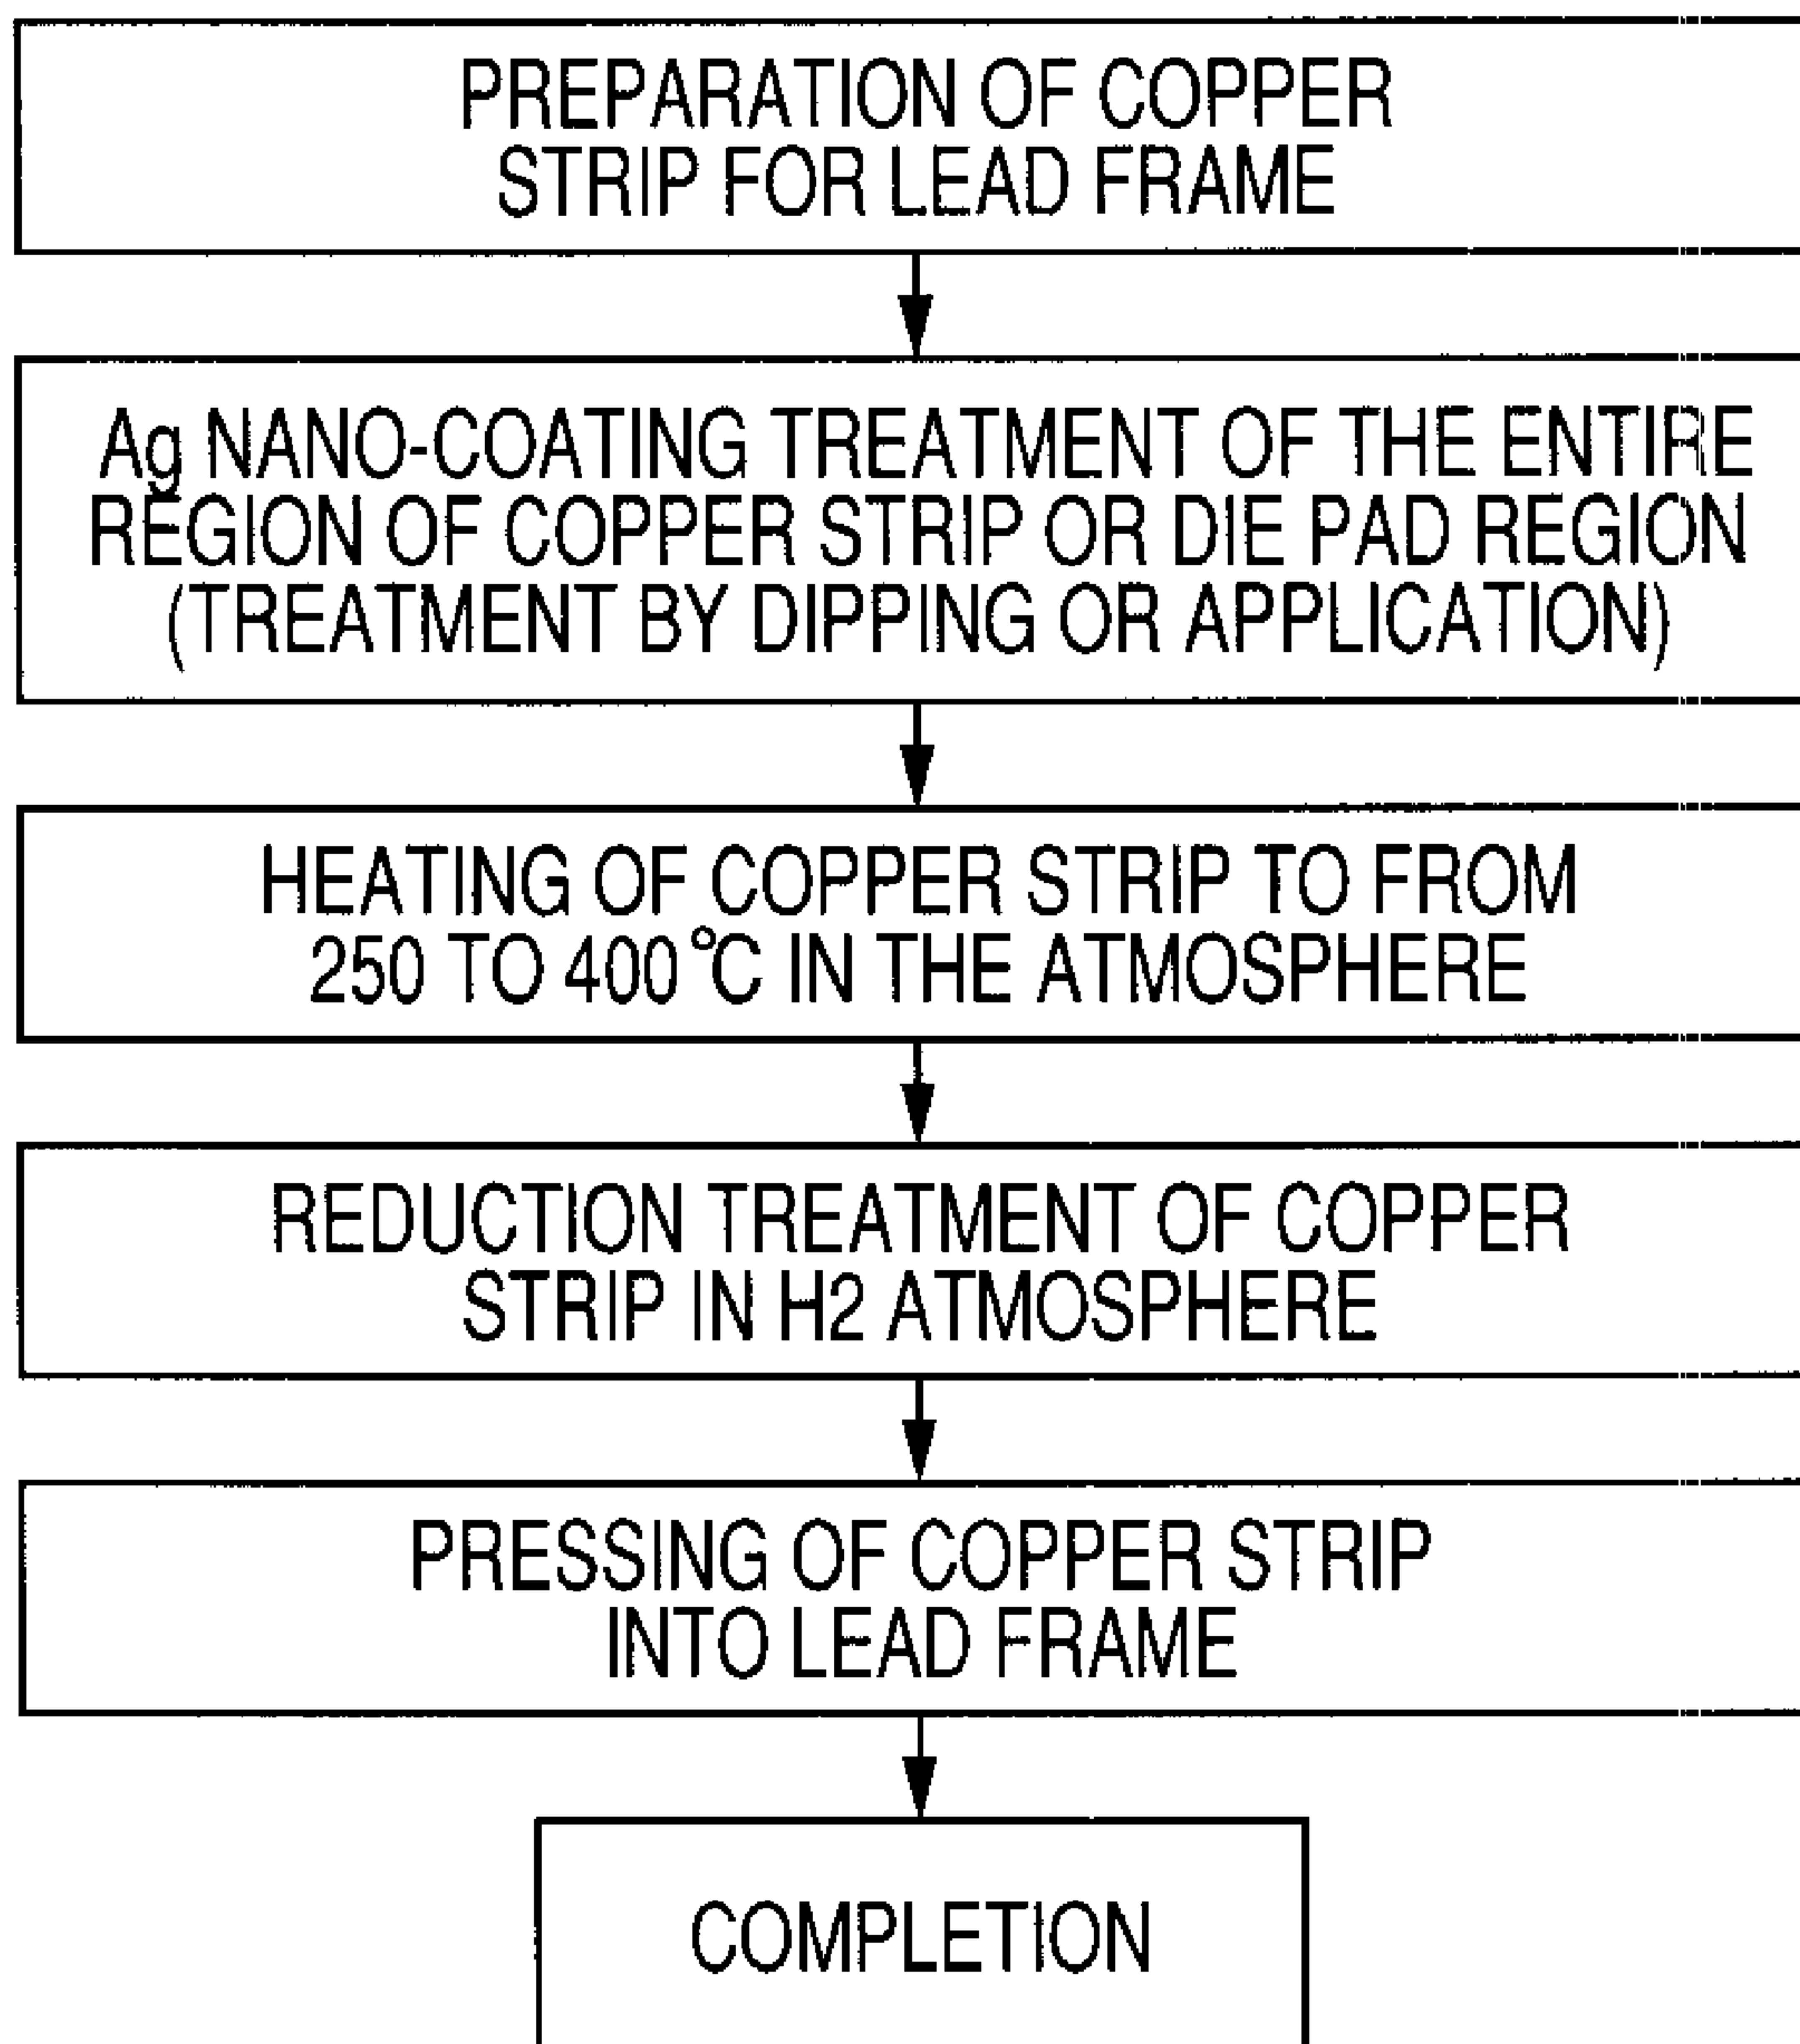 PREPARATION OF COPPER
STRIP FOR LEAD FRAME
Ag NANO-COATING TREATMENT OF THE ENTIRE
REGION OF COPPER STRIP OR DIE PAD REGION
(TREATMENT BY DIPPING OR APPLICATION)
HEATING OF COPPER STRIP TO FROM
250 TO 400°C IN THE ATMOSPHERE
REDUCTION TREATMENT OF COPPER
STRIP IN H2 ATMOSPHERE
PRESSING OF COPPER STRIP
INTO LEAD FRAME
COMPLETION